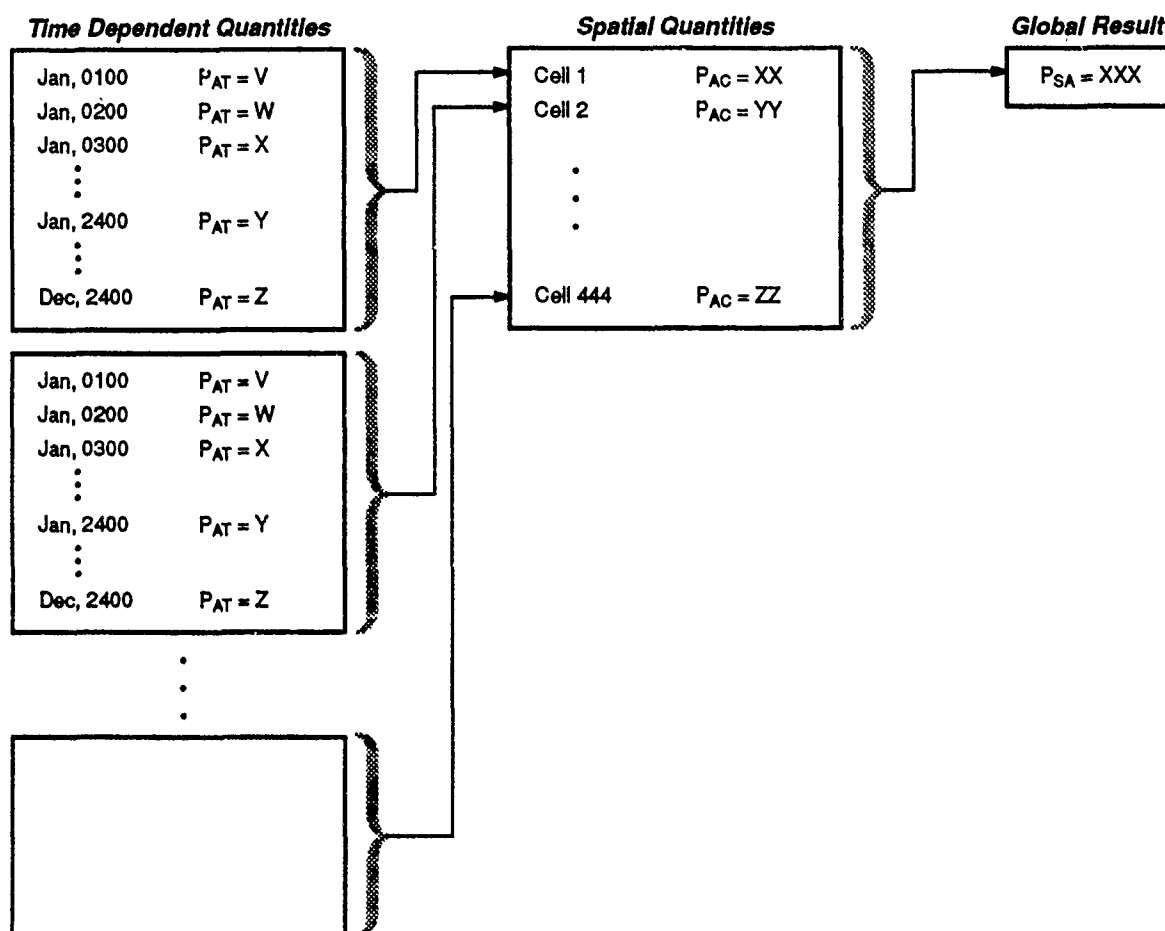 Time Dependent Quantities
Jan, 0100 P_AT = V
Jan, 0200 P_AT = W
Jan, 0300 P_AT = X
Jan, 2400 P_AT = Y
Dec, 2400 P_AT = Z
Jan, 0100 P_AT = V
Jan, 0200 P_AT = W
Jan, 0300 P_AT = X
Jan, 2400 P_AT = Y
Dec, 2400 P_AT = Z
Spatial Quantities
Cell 1 P_AC = XX
Cell 2 P_AC = YY
Cell 444 P_AC = ZZ
Global Result
P_SA = XXX